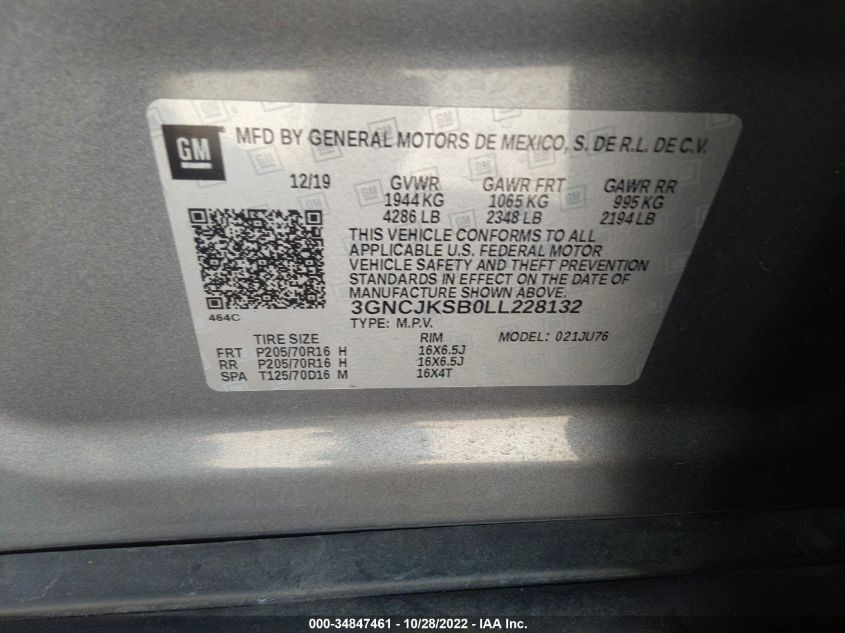 GM
MFD BY GENERAL MOTORS DE MEXICO, S. DE R.L. DE C.V.
12/19 GVWR GAWR FRT GAWR RR
1944 KG 1065 KG 995 KG
4286 LB 2348 LB 2194 LB
THIS VEHICLE CONFORMS TO ALL
APPLICABLE U.S. FEDERAL MOTOR
VEHICLE SAFETY AND THEFT PREVENTION
STANDARDS IN EFFECT ON THE DATE OF
MANUFACTURE SHOWN ABOVE.
464C 3GNCJKSB0LL228132
TYPE: M.P.V. MODEL: 021JU76
TIRE SIZE RIM
FRT P205/70R16 H 16X6.5J
RR P205/70R16 H 16X6.5J
SPA T125/70D16 M 16X4T
000-34847461 - 10/28/2022 - IAA Inc.